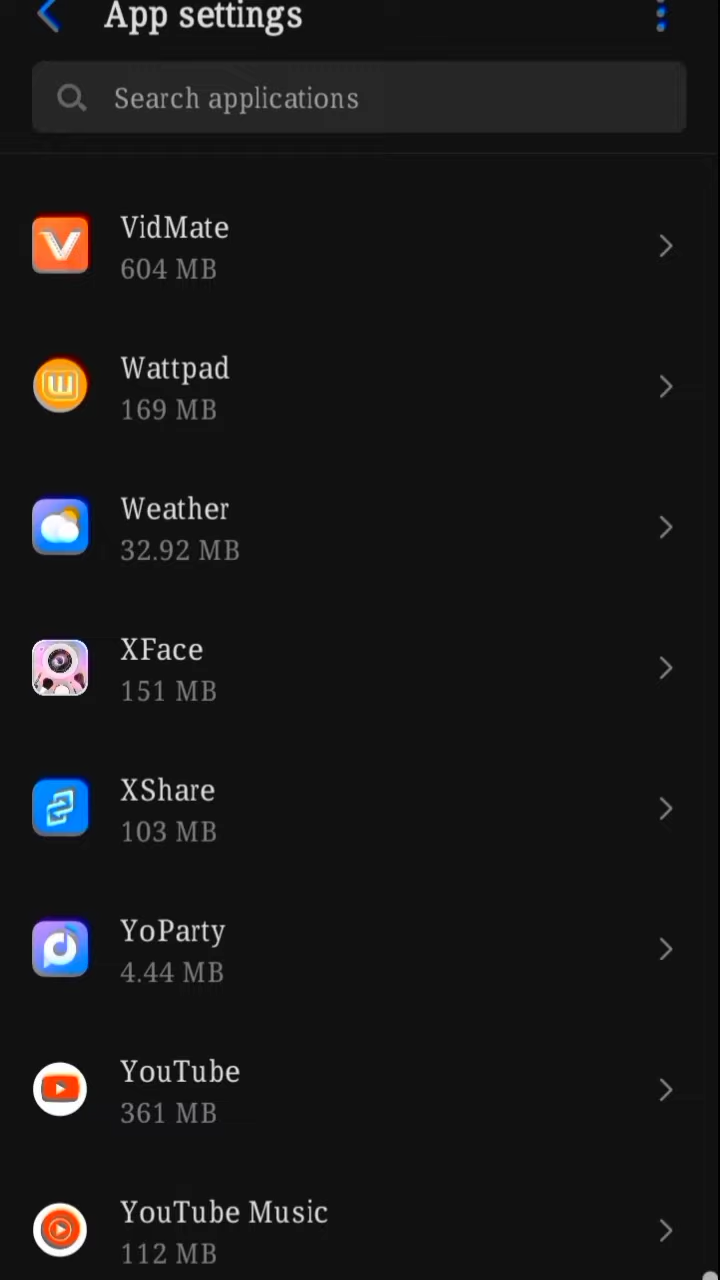 App settings
Search applications
VidMate
604 MB
Wattpad
169 MB
Weather
32.92 MB
XFace
151 MB
XShare
103 MB
YoParty
4.44 MB
YouTube
361 MB
YouTube Music
112 MB